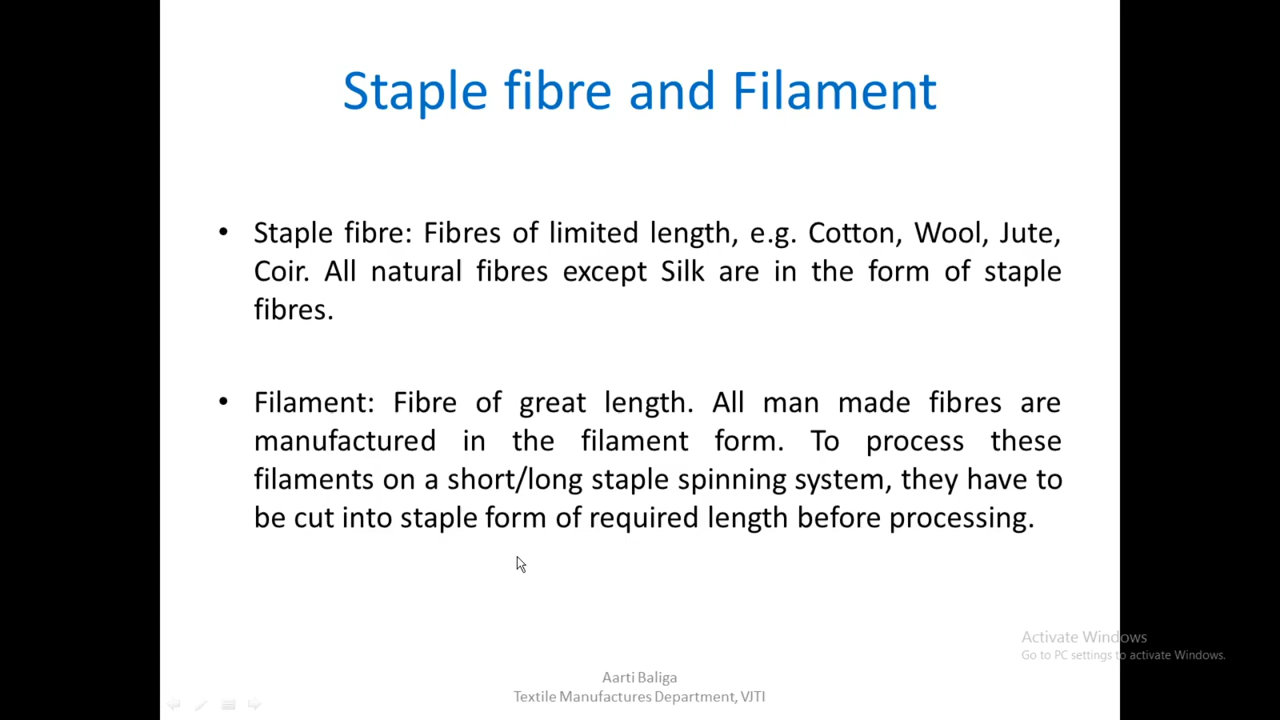 Staple fibre and Filament
• Staple fibre: Fibres of limited length, e.g. Cotton, Wool, Jute,
Coir. All natural fibres except Silk are in the form of staple
fibres.
• Filament: Fibre of great length. All man made fibres are
manufactured in the filament form. To process these
filaments on a short/long staple spinning system, they have to
be cut into staple form of required length before processing.
Activate Windows
Go to PC settings to activate Windows.
Aarti Baliga
Textile Manufactures Department, VJTI